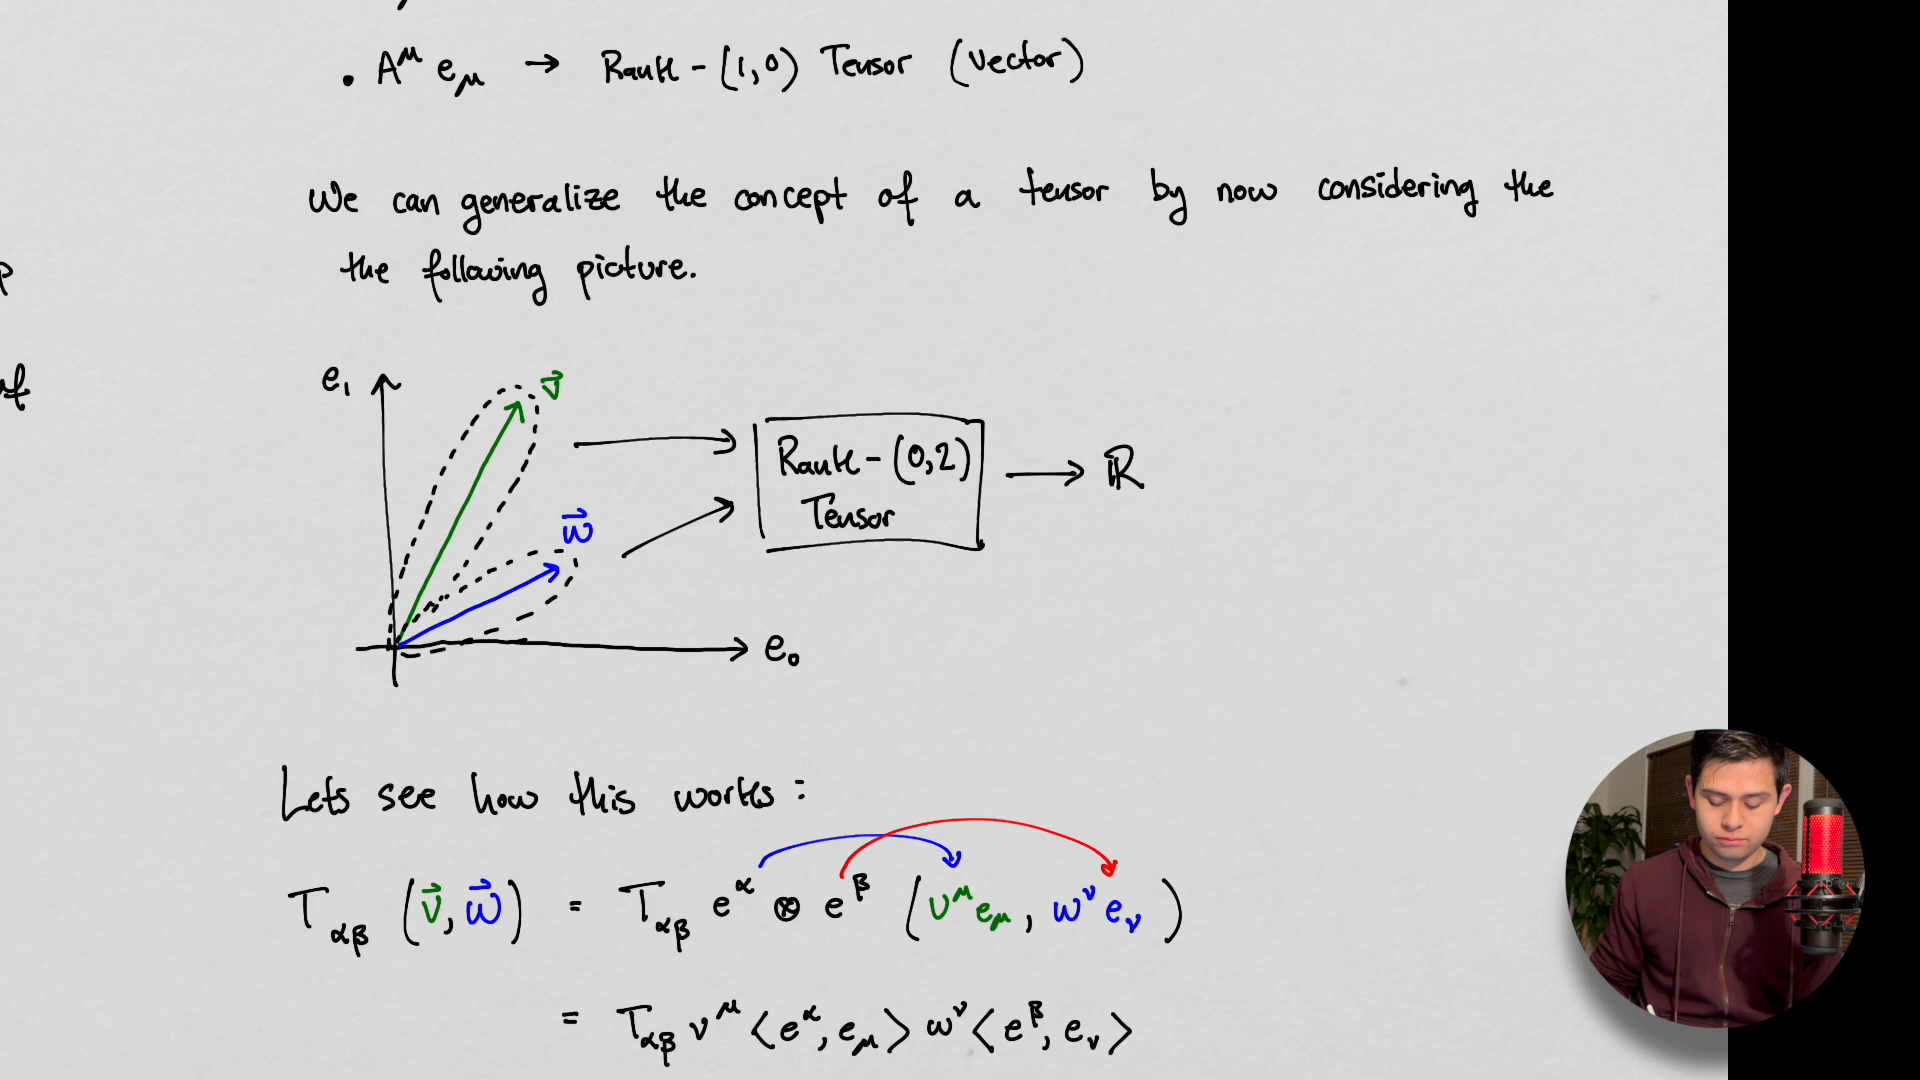 • A^μ e_μ → Rank-(1,0) Tensor (Vector)
We can generalize the concept of a tensor by now considering the
the following picture.
of
e₁
v⃗
w⃗
Rank-(0,2)
Tensor
→ ℝ
e₀
Lets see how this works:
T_αβ (v⃗, w⃗) = T_αβ e^α ⊗ e^β (v^μ e_μ, w^ν e_ν)
= T_αβ v^μ ⟨e^α, e_μ⟩ w^ν ⟨e^β, e_ν⟩